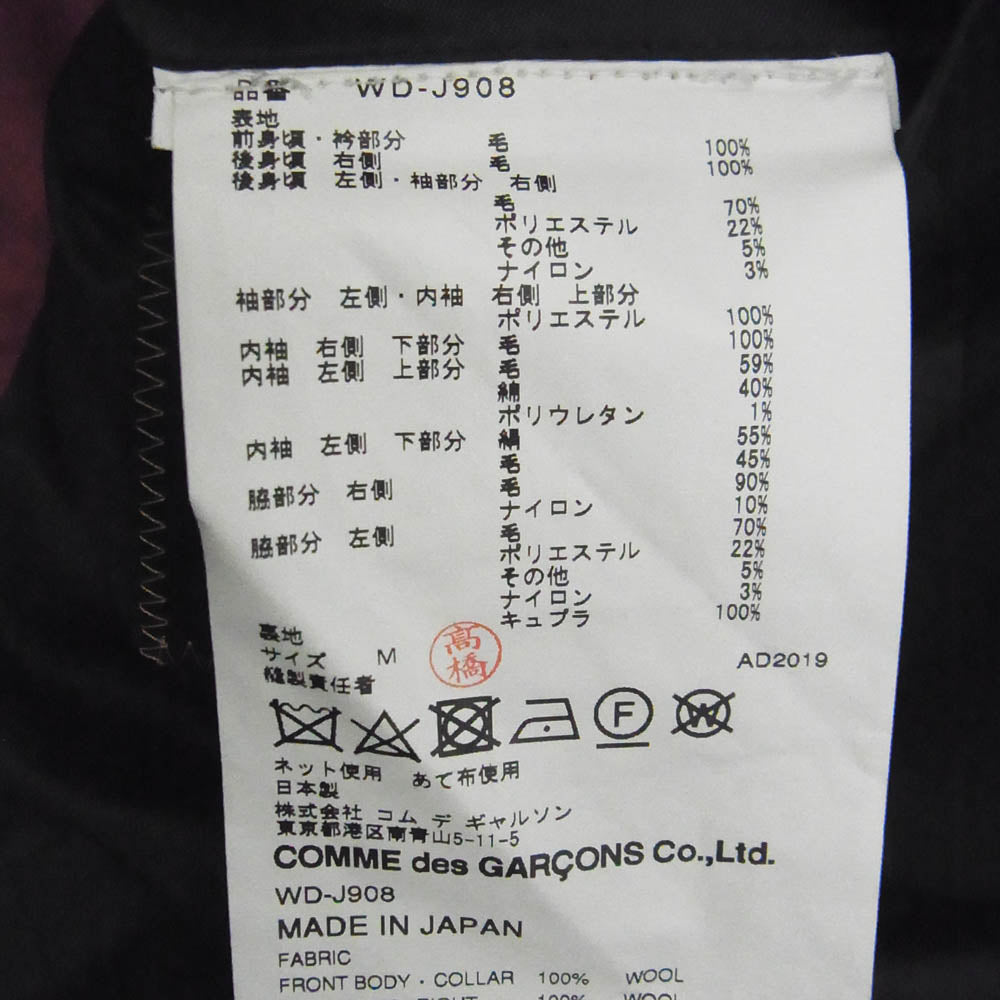 品番 WD-J908
表地
前身頃・衿部分 毛 100%
後身頃 右側 毛 100%
後身頃 左側・袖部分 右側
毛 70%
ポリエステル 22%
その他 5%
ナイロン 3%
袖部分 左側・内袖 右側 上部分
ポリエステル 100%
内袖 右側 下部分 毛 100%
内袖 左側 上部分 毛 59%
綿 40%
ポリウレタン 1%
内袖 左側 下部分 絹 55%
毛 45%
脇部分 右側 毛 90%
ナイロン 10%
脇部分 左側 毛 70%
ポリエステル 22%
その他 5%
ナイロン 3%
裏地 キュプラ 100%
サイズ M
縫製責任者 高橋
AD2019
F
W
ネット使用 あて布使用
日本製
株式会社 コム デ ギャルソン
東京都港区南青山5-11-5
COMME des GARÇONS Co.,Ltd.
WD-J908
MADE IN JAPAN
FABRIC
FRONT BODY・COLLAR 100% WOOL